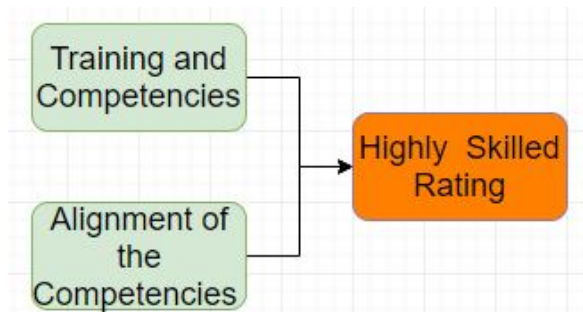 Training and
Competencies
Highly Skilled
Rating
Alignment of
the
Competencies